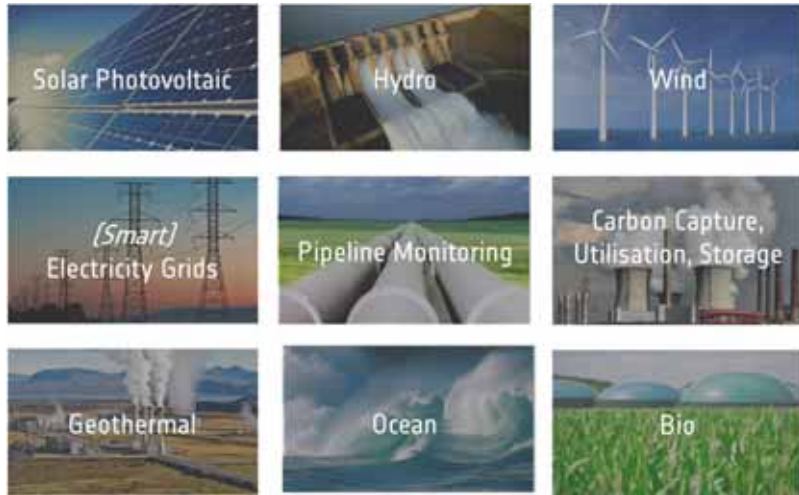 Solar Photovoltaic
Hydro
Wind
(Smart)
Electricity Grids
Pipeline Monitoring
Carbon Capture,
Utilisation, Storage
Geothermal
Ocean
Bio